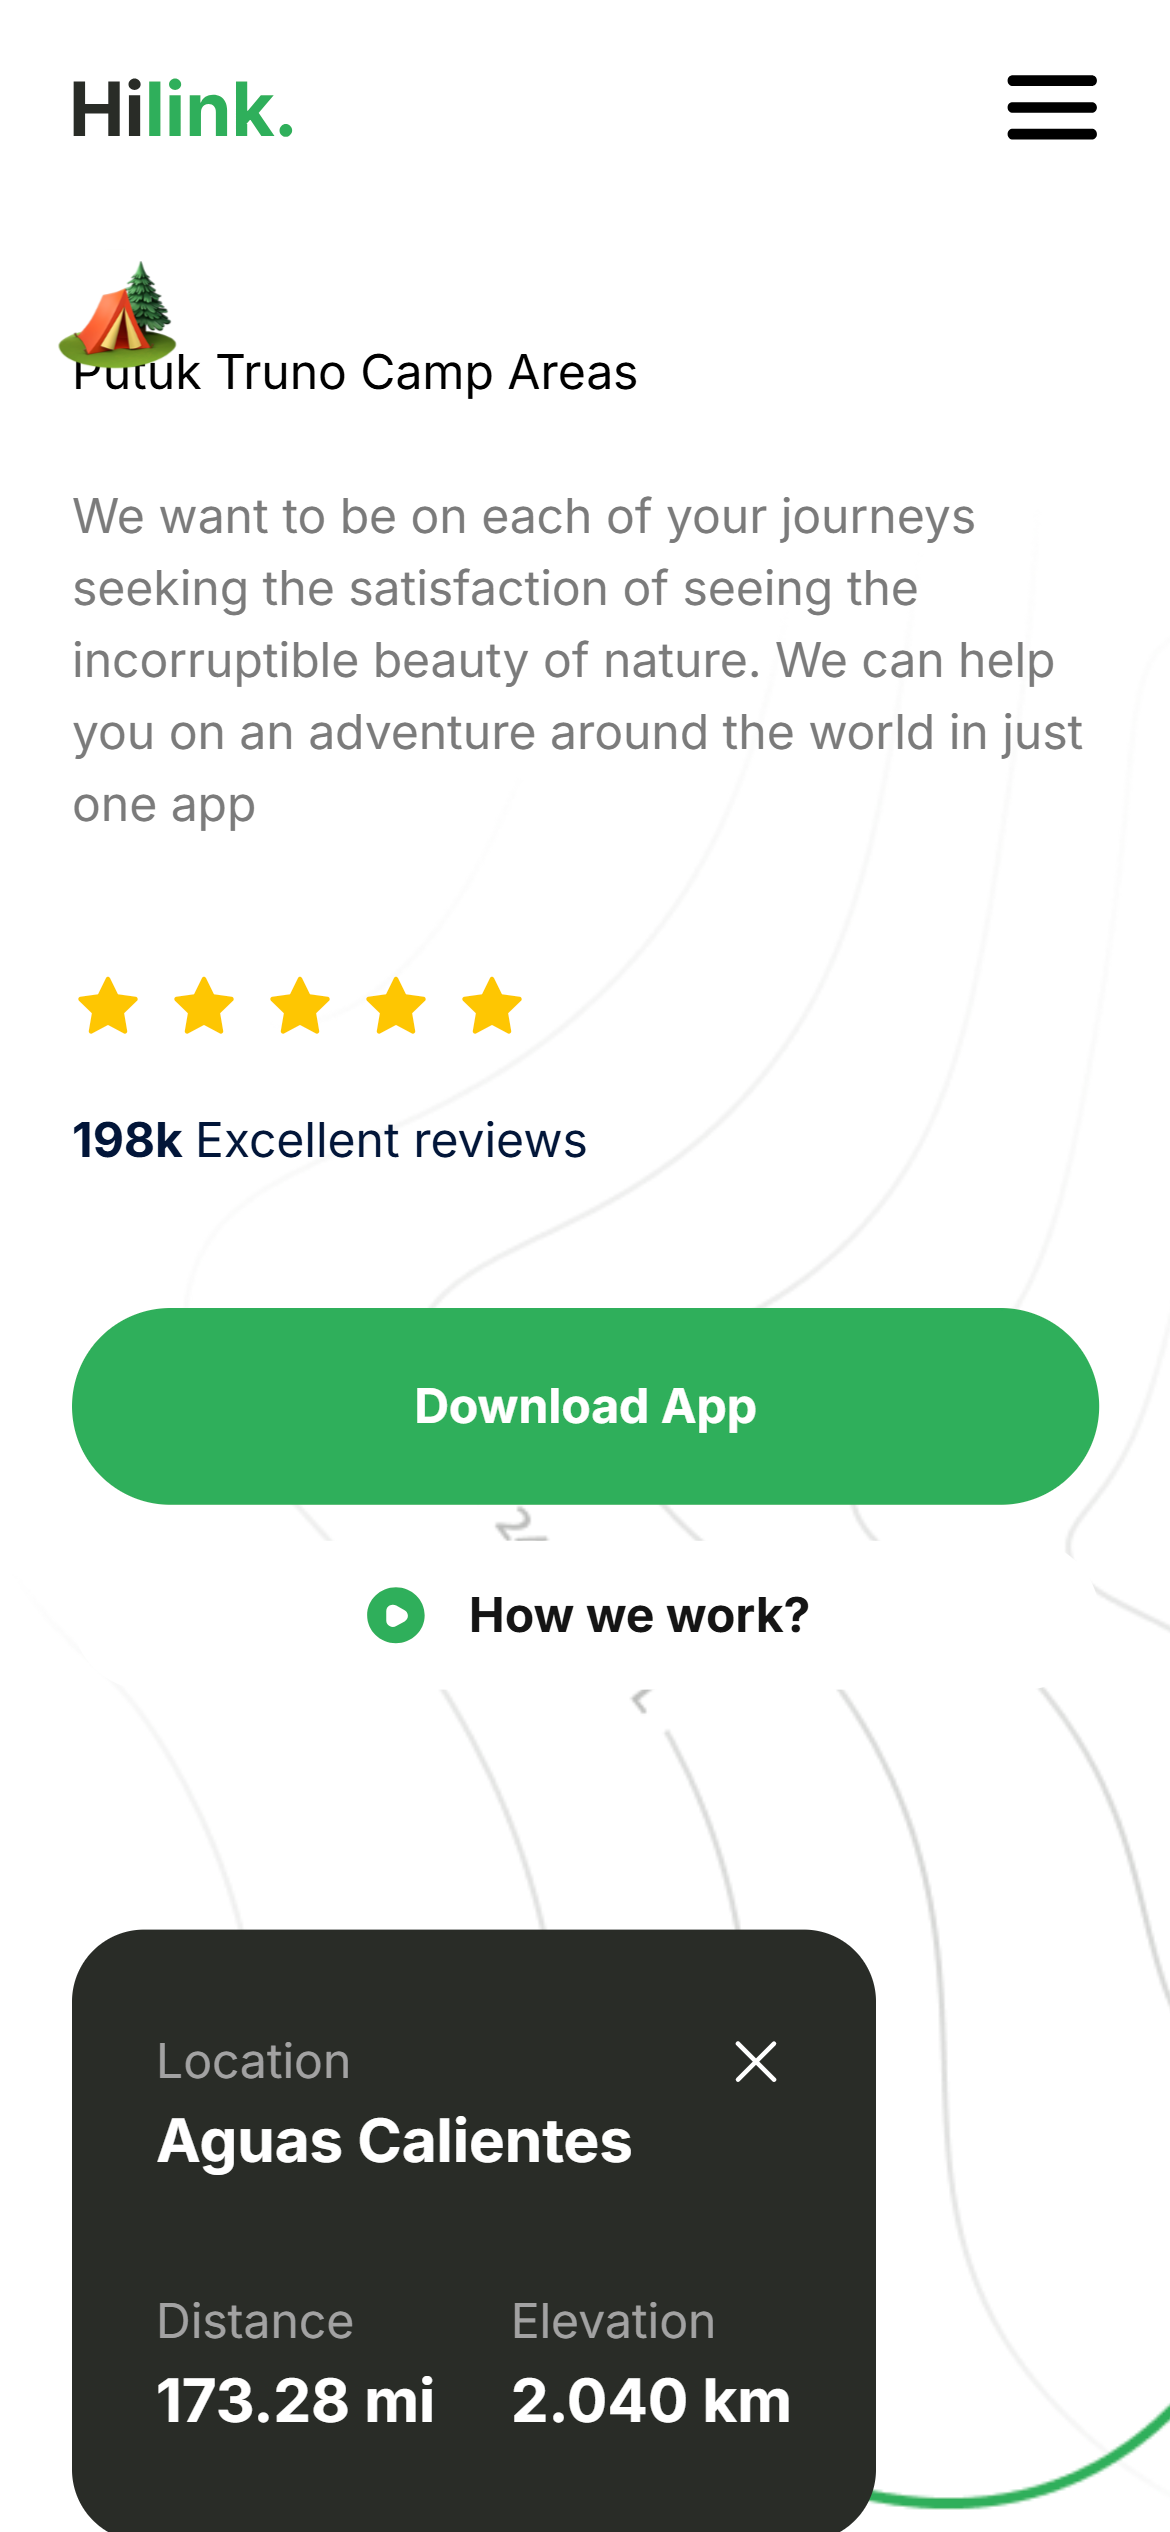 Hilink.
Putuk Truno Camp Areas
We want to be on each of your journeys
seeking the satisfaction of seeing the
incorruptible beauty of nature. We can help
you on an adventure around the world in just
one app
198k Excellent reviews
Download App
How we work?
Location
Aguas Calientes
Distance Elevation
173.28 mi 2.040 km